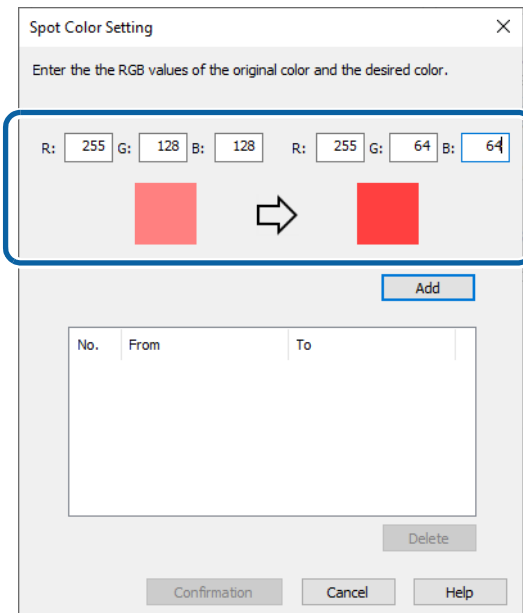 Spot Color Setting
Enter the the RGB values of the original color and the desired color.
R: 255 G: 128 B: 128 R: 255 G: 64 B: 64
Add
No. From To
Delete
Confirmation Cancel Help